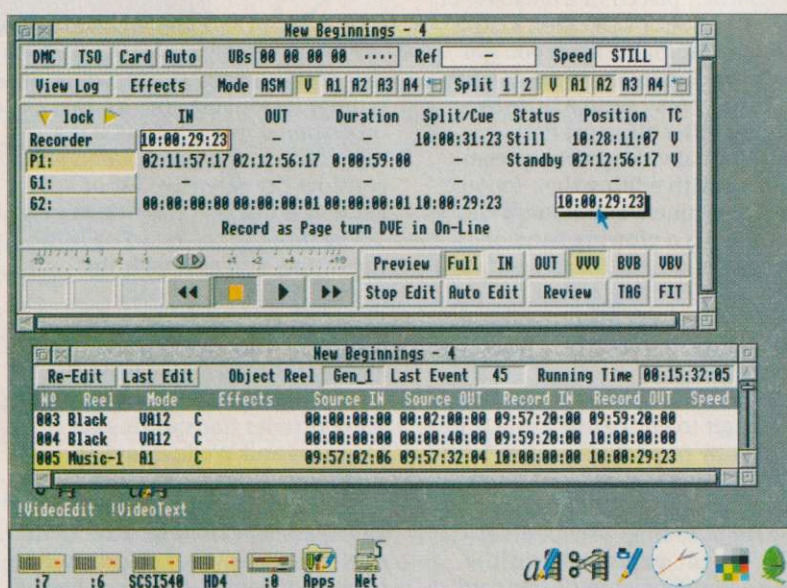 New Beginnings - 4
DMC TSO Card Auto UBs 00 00 00 00 ···· Ref – Speed STILL
View Log Effects Mode ASM V A1 A2 A3 A4 Split 1 2 V A1 A2 A3 A4
lock IN OUT Duration Split/Cue Status Position TC
Recorder 10:00:29:23 – – 10:00:31:23 Still 10:28:11:07 V
P1: 02:11:57:17 02:12:56:17 0:00:59:00 – Standby 02:12:56:17 V
G1: – – – – –
G2: 00:00:00:00 00:00:00:01 00:00:00:01 10:00:29:23 10:00:29:23
Record as Page turn DVE in On-Line
-10 -4 -2 -1 +1 +2 +4 +10
Preview Full IN OUT VVV BVB VBV
Stop Edit Auto Edit Review TAG FIT
New Beginnings - 4
Re-Edit Last Edit Object Reel Gen_1 Last Event 45 Running Time 00:15:32:05
Nº Reel Mode Effects Source IN Source OUT Record IN Record OUT Speed
003 Black VA12 C 00:00:00:00 00:02:00:00 09:57:20:00 09:59:20:00
004 Black VA12 C 00:00:00:00 00:00:40:00 09:59:20:00 10:00:00:00
005 Music-1 A1 C 09:57:02:06 09:57:32:04 10:00:00:00 10:00:29:23
!VideoEdit !VideoText
:7 :6 SCSI540 HD4 :0 Apps Net